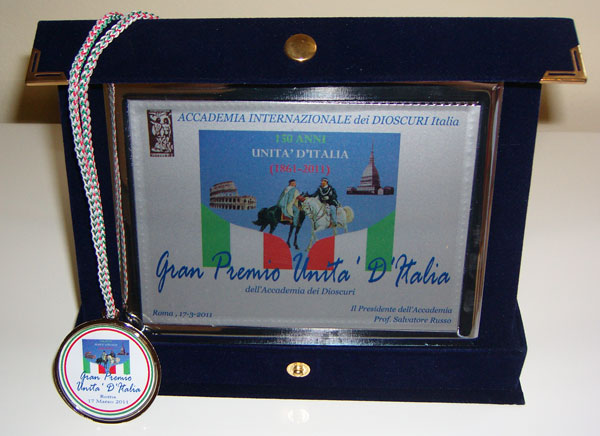 ACCADEMIA INTERNAZIONALE dei DIOSCURI Italia
150 ANNI
UNITA' D'ITALIA
(1861-2011)
Gran Premio Unita' D'Italia
dell'Accademia dei Dioscuri
Roma , 17-3-2011
Il Presidente dell'Accademia
Prof. Salvatore Russo
Gran Premio
Unita' D'Italia
Roma
17 Marzo 2011